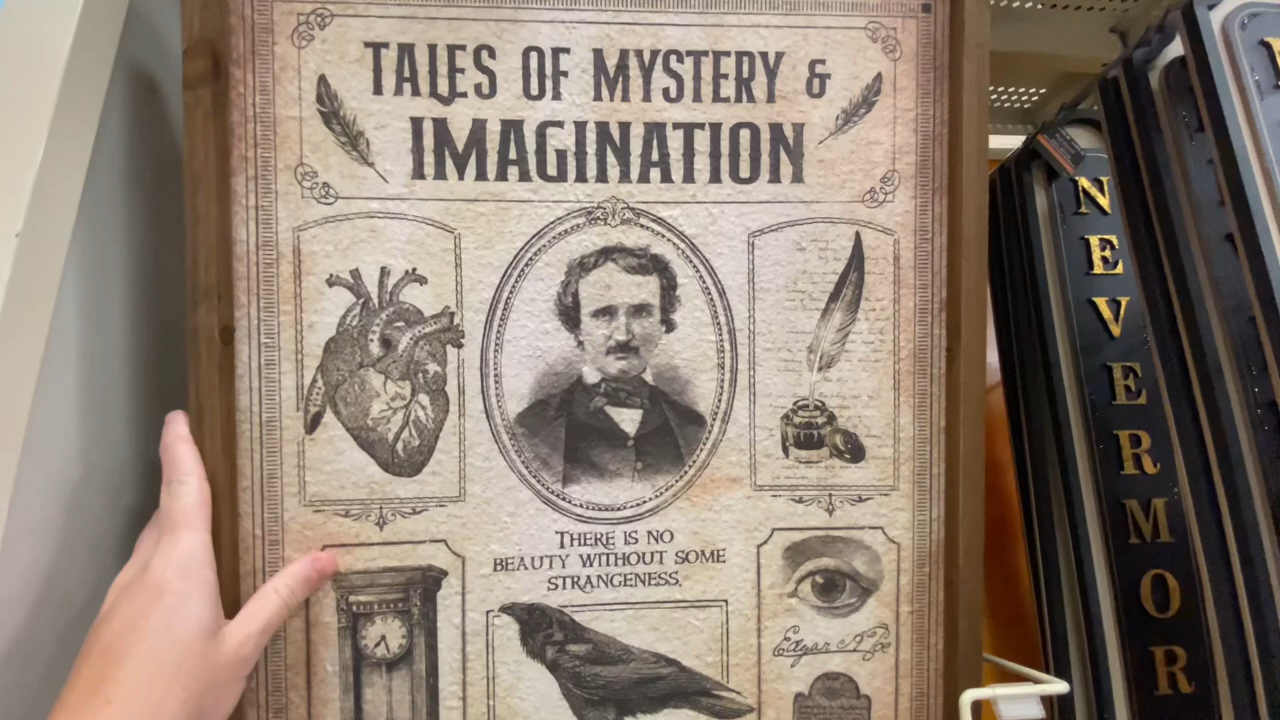 TALES OF MYSTERY &
IMAGINATION
THERE IS NO
BEAUTY WITHOUT SOME
STRANGENESS.
Edgar A Poe
NEVERMOR